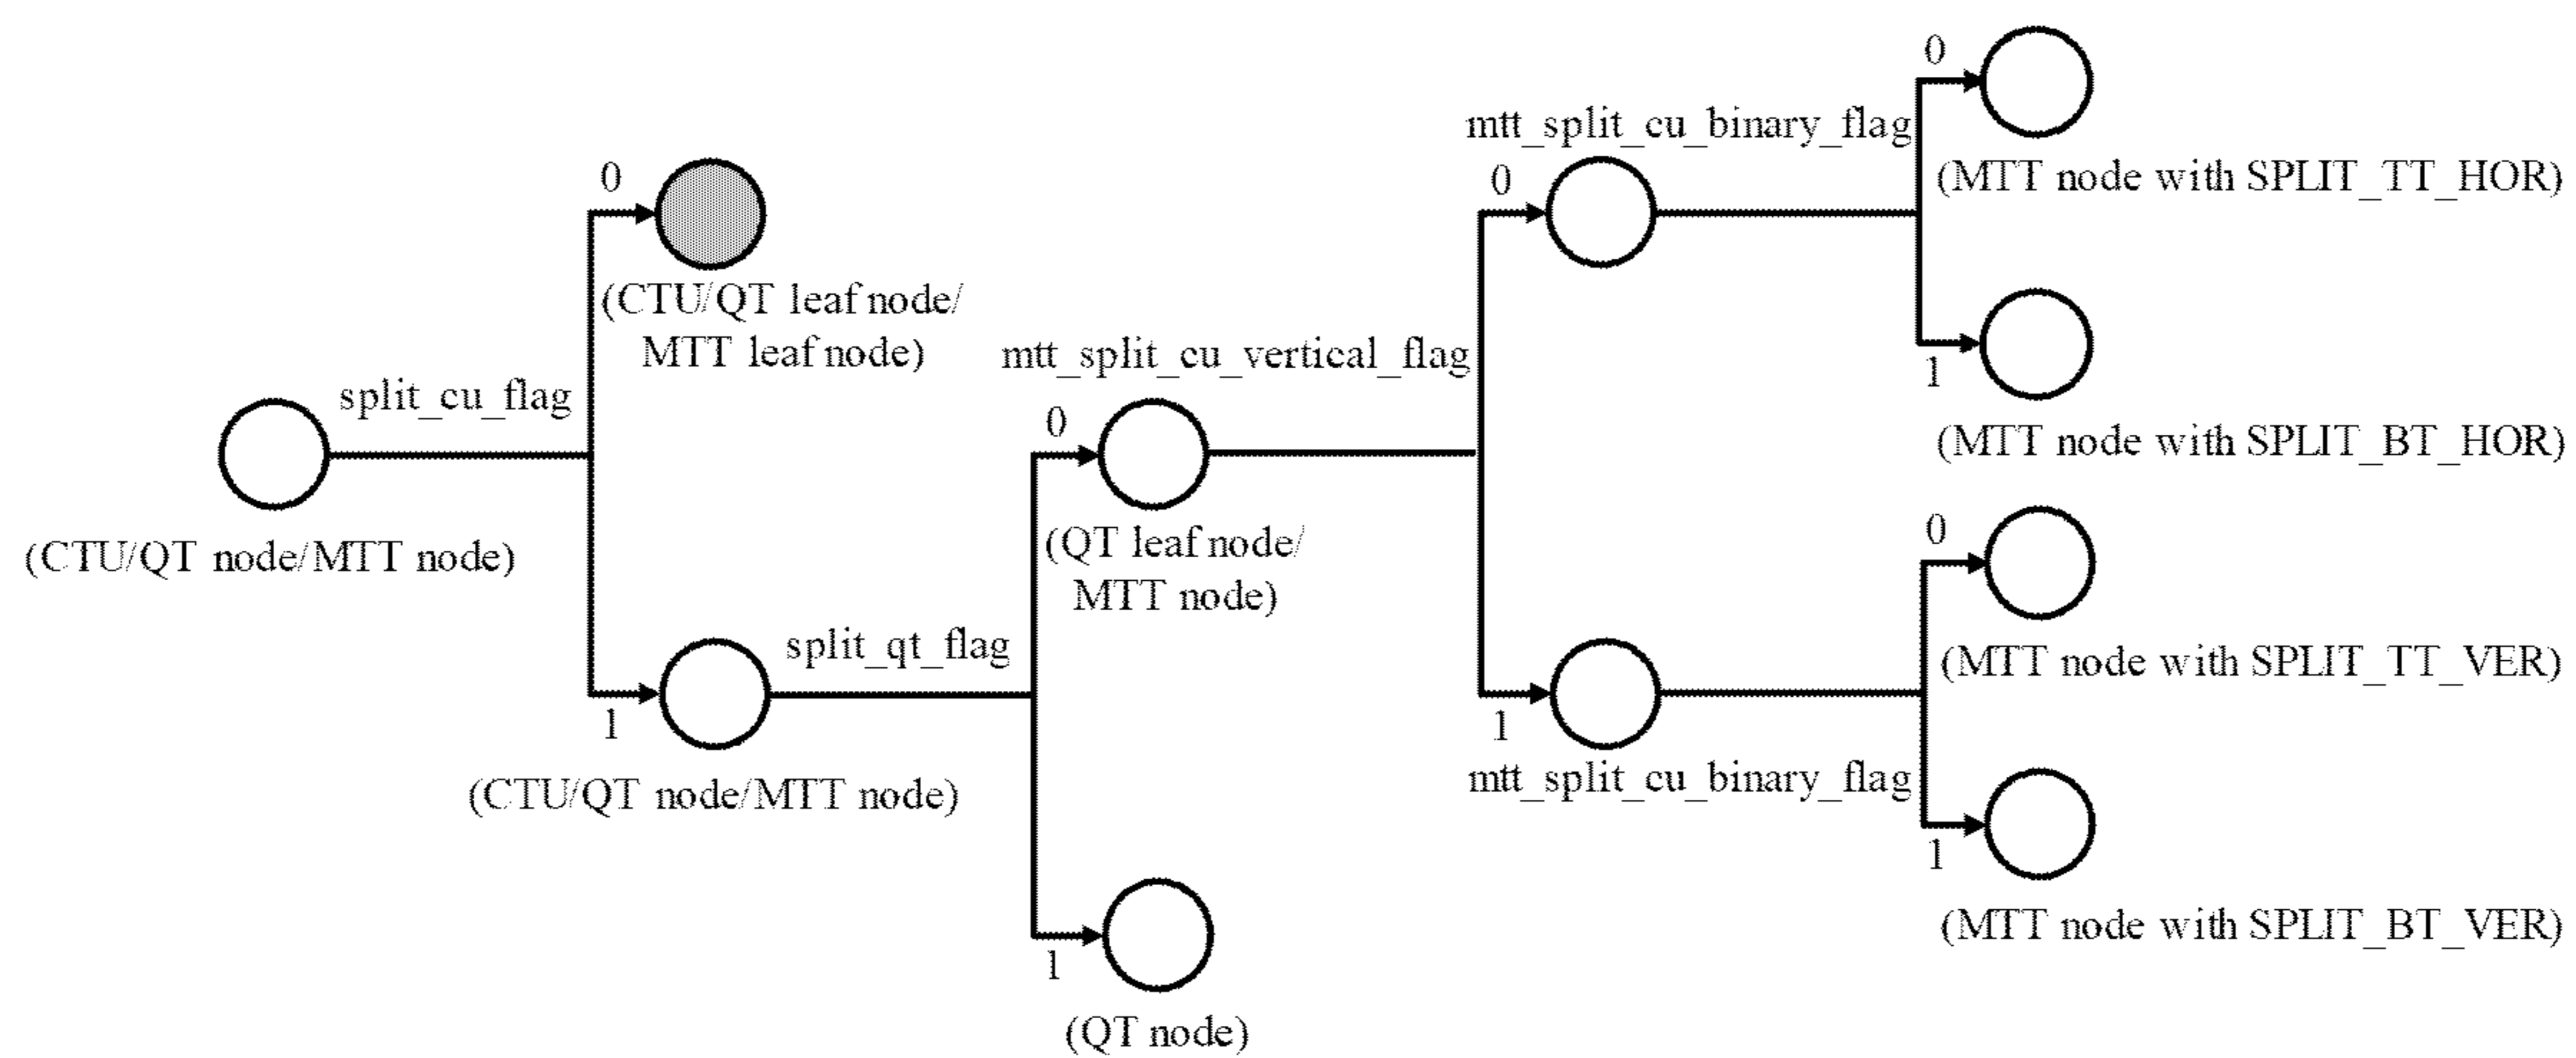 0
mtt_split_cu_binary_flag
0
(MTT node with SPLIT_TT_HOR)
0
(CTU/QT leaf node/
MTT leaf node)
1
mtt_split_cu_vertical_flag
(MTT node with SPLIT_BT_HOR)
split_cu_flag
0
0
(CTU/QT node/MTT node)
(QT leaf node/
MTT node)
split_qt_flag
(MTT node with SPLIT_TT_VER)
1
1
(CTU/QT node/MTT node)
mtt_split_cu_binary_flag
1
(MTT node with SPLIT_BT_VER)
1
(QT node)